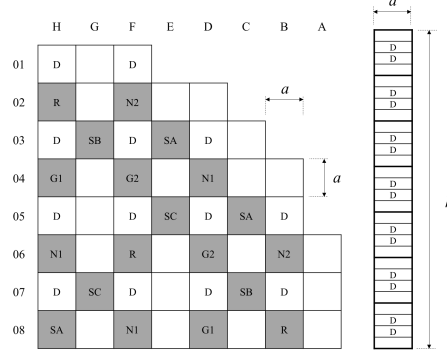 H G F E D C B A a
01 D D D
D
02 R N2 a D
D
03 D SB D SA D D
D
04 G1 G2 N1 a D
D
05 D D SC D SA D D
D
06 N1 R G2 N2 D
D
07 D SC D D SB D D
D
08 SA N1 G1 R D
D